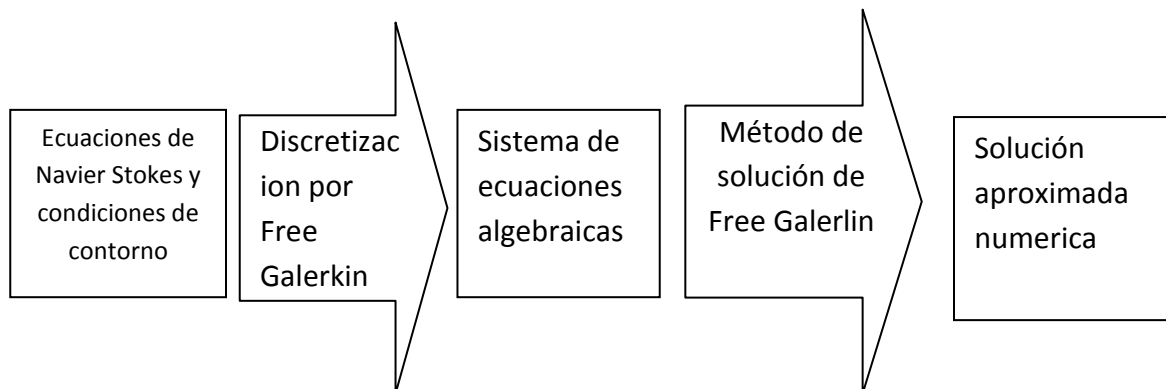 Ecuaciones de
Navier Stokes y
condiciones de
contorno
Discretizac
ion por
Free
Galerkin
Sistema de
ecuaciones
algebraicas
Método de
solución de
Free Galerlin
Solución
aproximada
numerica